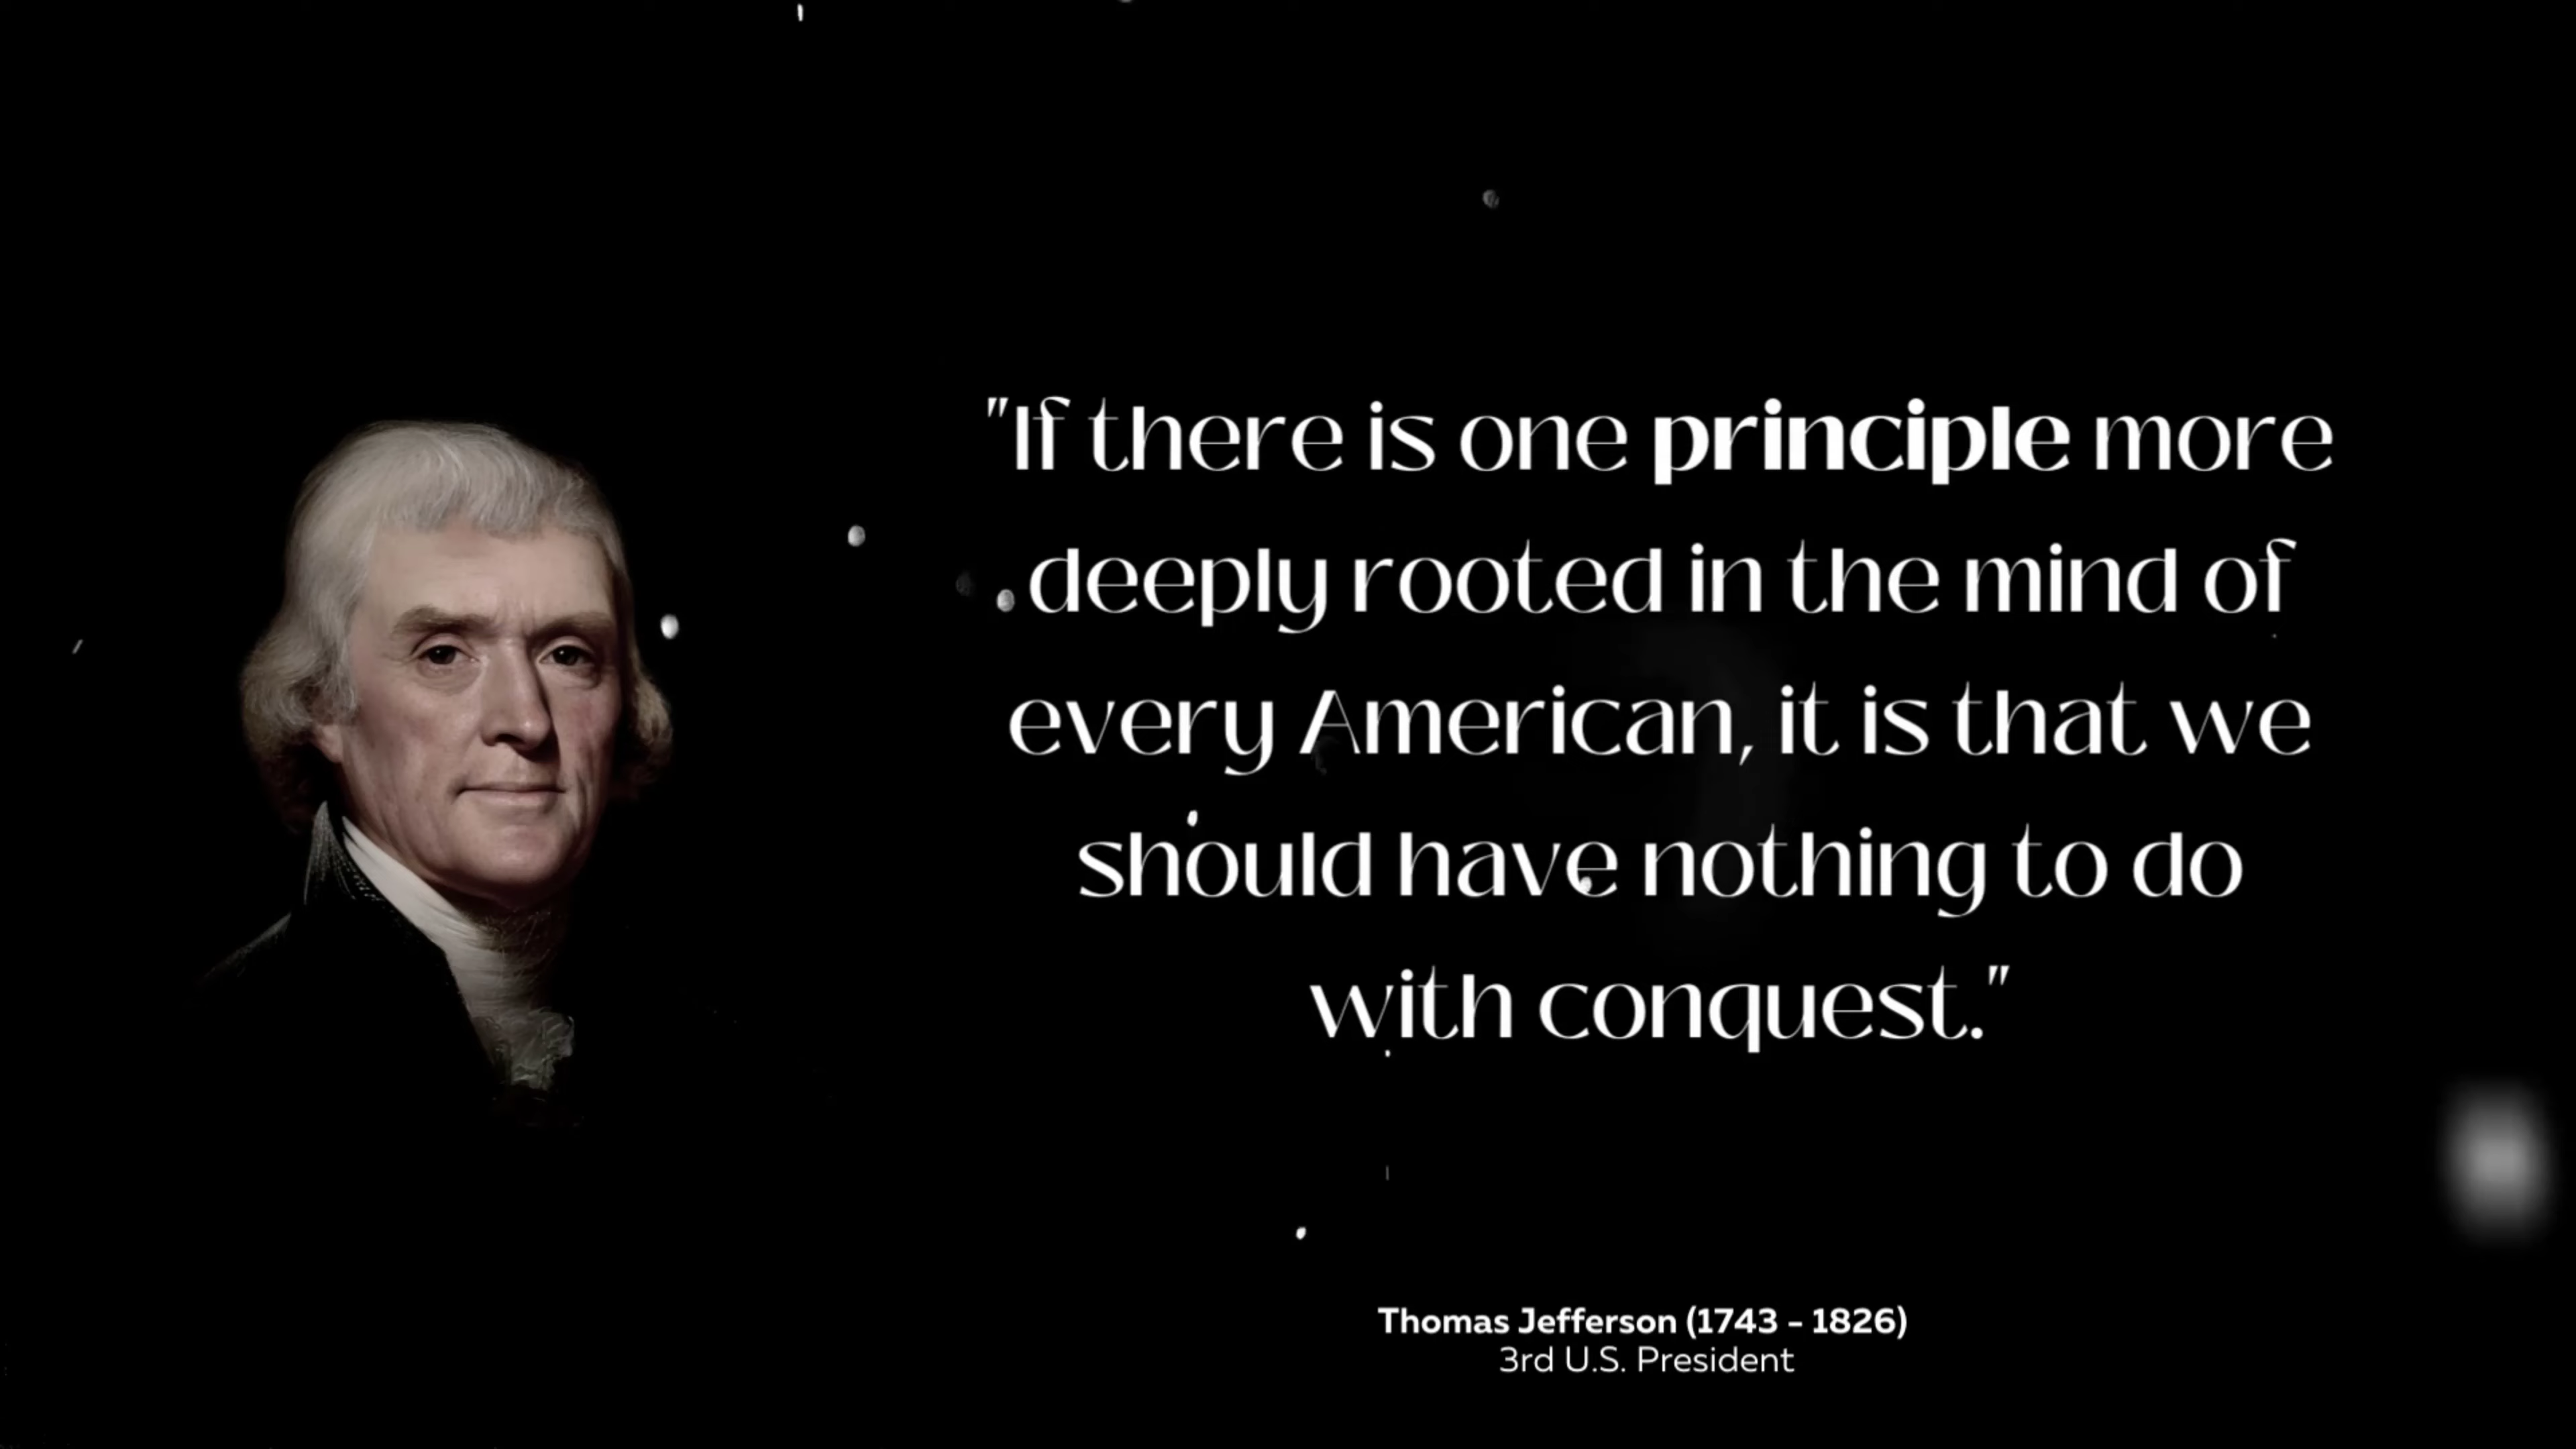 "If there is one principle more
deeply rooted in the mind of
every American, it is that we
should have nothing to do
with conquest."
Thomas Jefferson (1743 - 1826)
3rd U.S. President